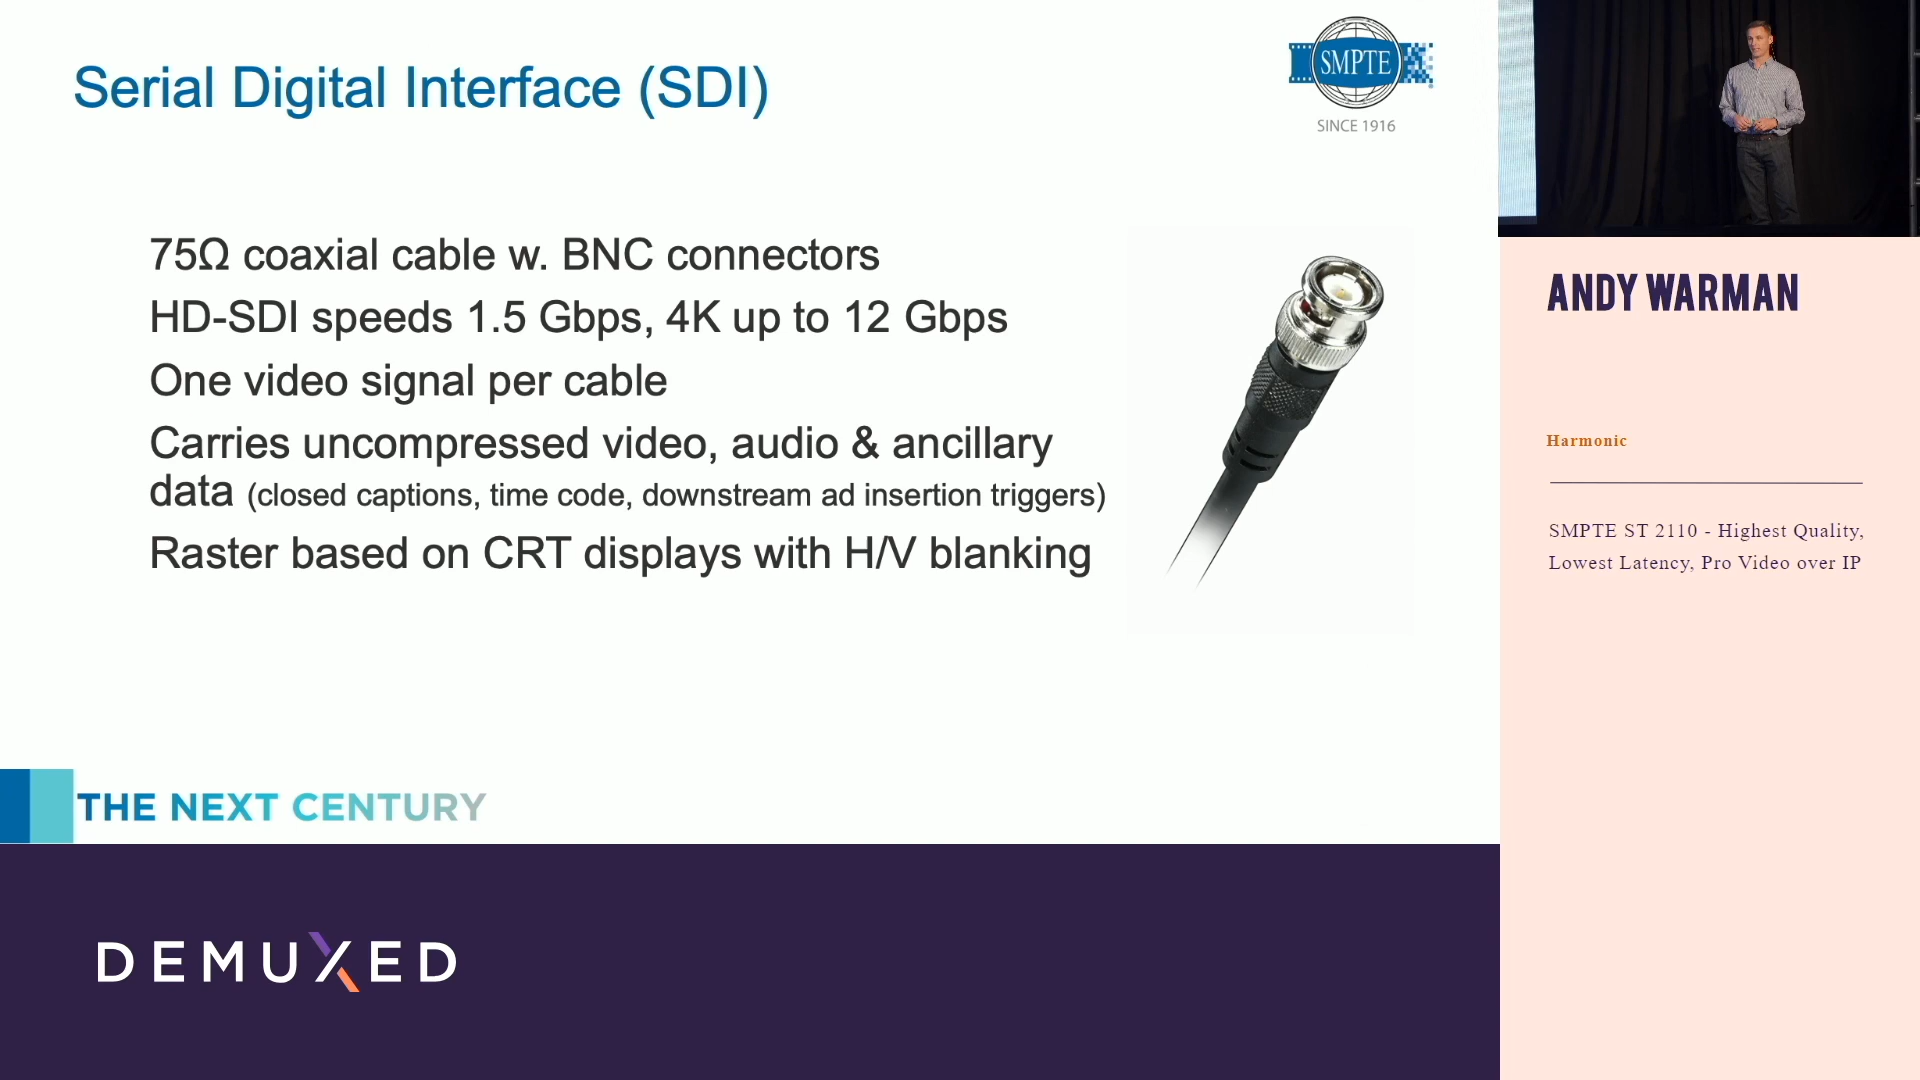 Serial Digital Interface (SDI)
SMPTE
SINCE 1916
75Ω coaxial cable w. BNC connectors
HD-SDI speeds 1.5 Gbps, 4K up to 12 Gbps
One video signal per cable
Carries uncompressed video, audio & ancillary
data (closed captions, time code, downstream ad insertion triggers)
Raster based on CRT displays with H/V blanking
THE NEXT CENTURY
DEMUXED
ANDY WARMAN
Harmonic
SMPTE ST 2110 - Highest Quality,
Lowest Latency, Pro Video over IP